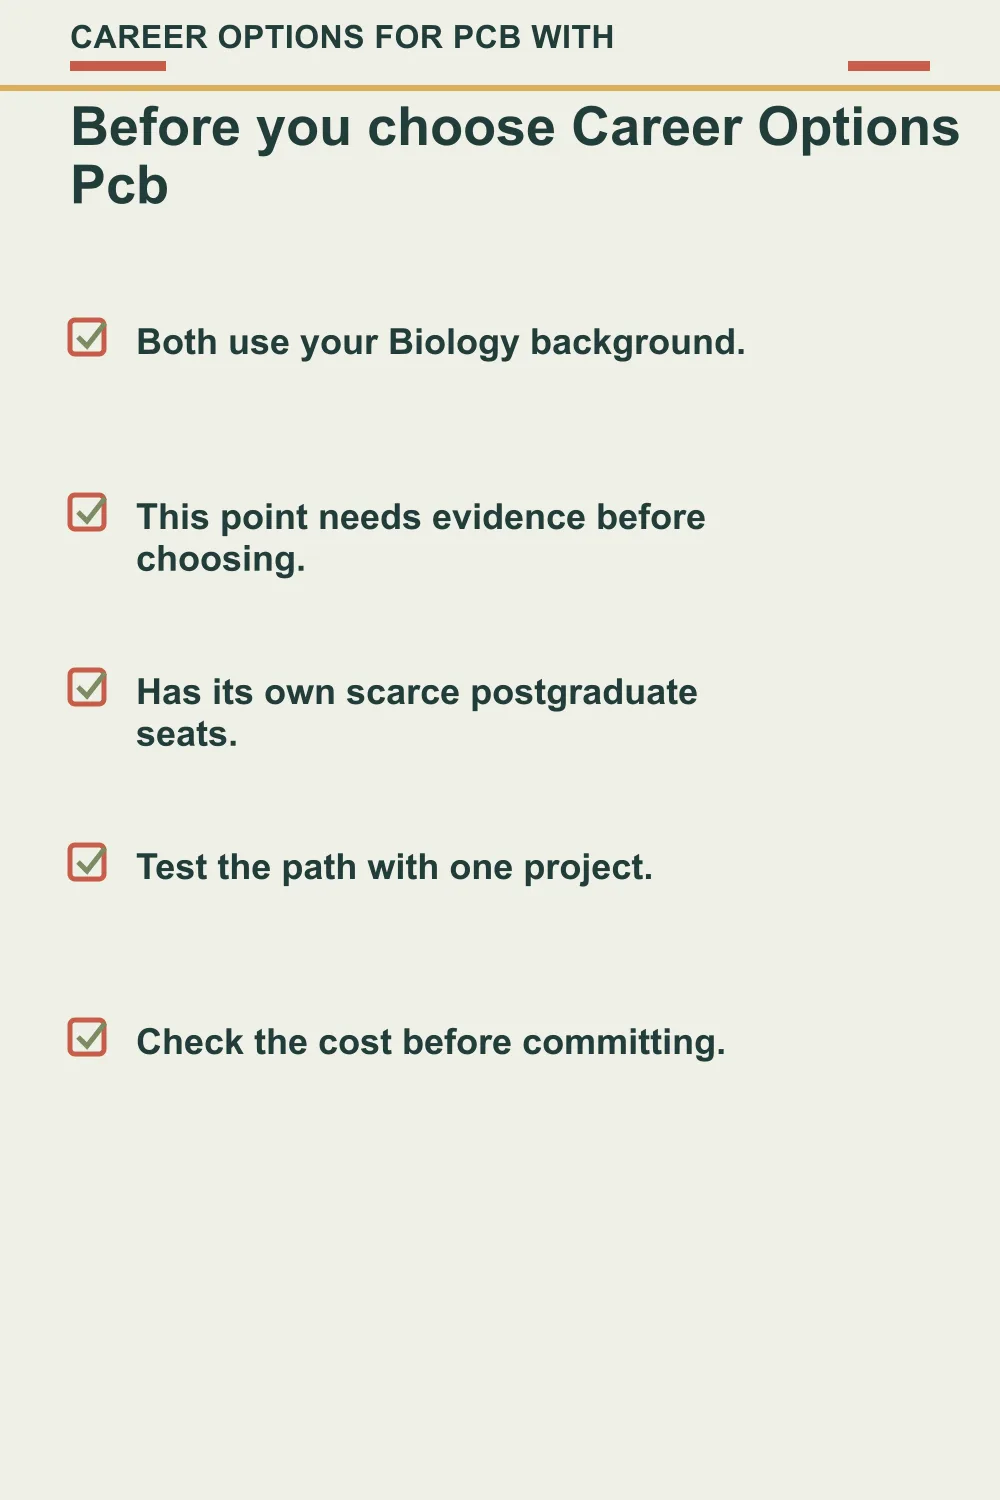 CAREER OPTIONS FOR PCB WITH
Before you choose Career Options
Pcb
Both use your Biology background.
This point needs evidence before
choosing.
Has its own scarce postgraduate
seats.
Test the path with one project.
Check the cost before committing.